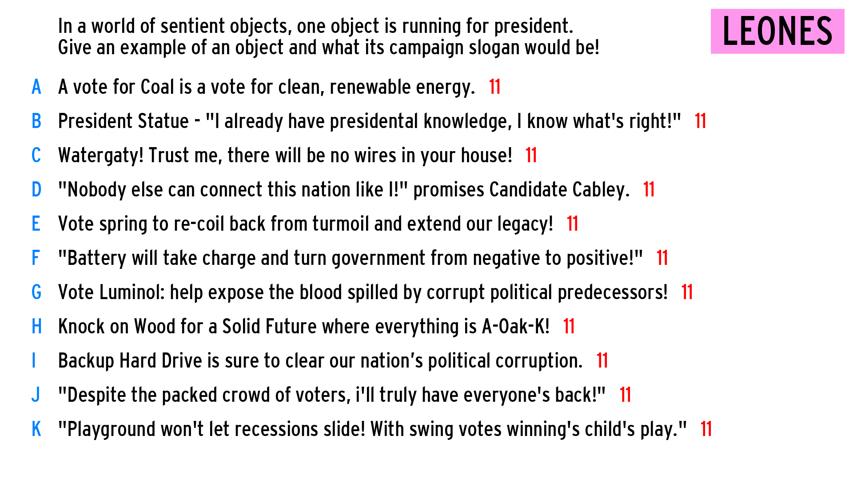 In a world of sentient objects, one object is running for president.
Give an example of an object and what its campaign slogan would be!
LEONES
A A vote for Coal is a vote for clean, renewable energy. 11
B President Statue - "I already have presidental knowledge, I know what's right!" 11
C Watergaty! Trust me, there will be no wires in your house! 11
D "Nobody else can connect this nation like I!" promises Candidate Cabley. 11
E Vote spring to re-coil back from turmoil and extend our legacy! 11
F "Battery will take charge and turn government from negative to positive!" 11
G Vote Luminol: help expose the blood spilled by corrupt political predecessors! 11
H Knock on Wood for a Solid Future where everything is A-Oak-K! 11
I Backup Hard Drive is sure to clear our nation’s political corruption. 11
J "Despite the packed crowd of voters, i'll truly have everyone's back!" 11
K "Playground won't let recessions slide! With swing votes winning's child's play." 11